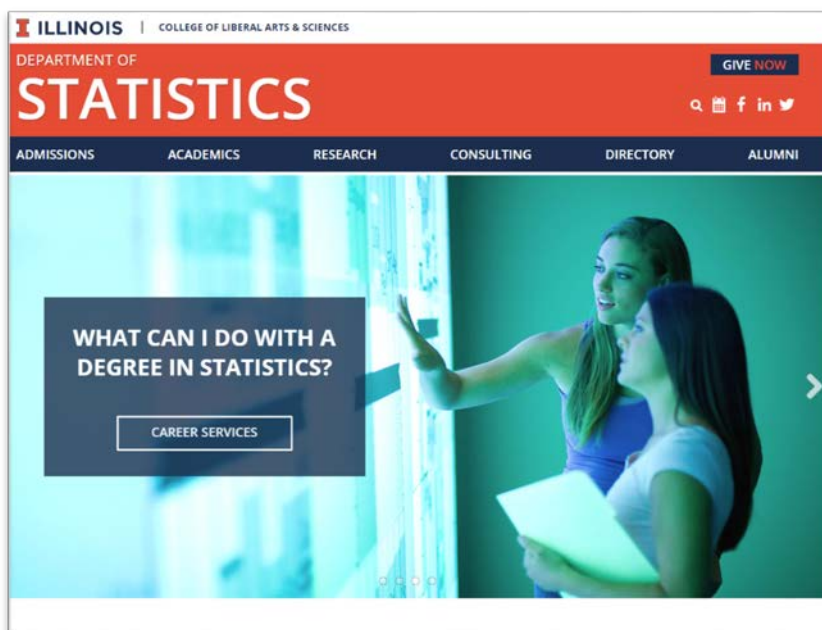 I ILLINOIS | COLLEGE OF LIBERAL ARTS & SCIENCES
DEPARTMENT OF
STATISTICS
GIVE NOW
ADMISSIONS ACADEMICS RESEARCH CONSULTING DIRECTORY ALUMNI
WHAT CAN I DO WITH A
DEGREE IN STATISTICS?
CAREER SERVICES